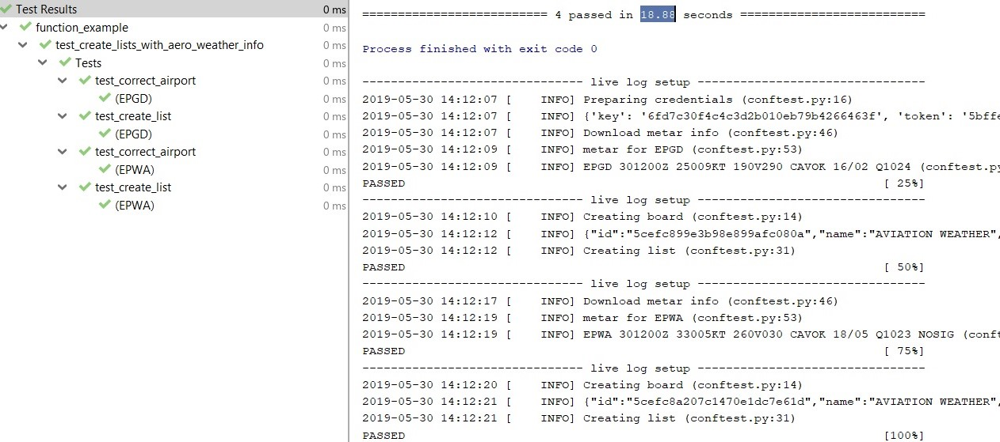 Test Results 0 ms
function_example 0 ms
test_create_lists_with_aero_weather_info 0 ms
Tests 0 ms
test_correct_airport 0 ms
(EPGD) 0 ms
test_create_list 0 ms
(EPGD) 0 ms
test_correct_airport 0 ms
(EPWA) 0 ms
test_create_list 0 ms
(EPWA) 0 ms
========================== 4 passed in 18.88 seconds ==========================
Process finished with exit code 0
------------------------------- live log setup --------------------------------
2019-05-30 14:12:07 [    INFO] Preparing credentials (conftest.py:16)
2019-05-30 14:12:07 [    INFO] {'key': '6fd7c30f4c4c3d2b010eb79b4266463f', 'token': '5bffe
2019-05-30 14:12:07 [    INFO] Download metar info (conftest.py:46)
2019-05-30 14:12:09 [    INFO] metar for EPGD (conftest.py:53)
2019-05-30 14:12:09 [    INFO] EPGD 301200Z 25009KT 190V290 CAVOK 16/02 Q1024 (conftest.py
PASSED [ 25%]
------------------------------- live log setup --------------------------------
2019-05-30 14:12:10 [    INFO] Creating board (conftest.py:14)
2019-05-30 14:12:12 [    INFO] {"id":"5cefc899e3b98e899afc080a","name":"AVIATION WEATHER",
2019-05-30 14:12:12 [    INFO] Creating list (conftest.py:31)
PASSED [ 50%]
------------------------------- live log setup --------------------------------
2019-05-30 14:12:17 [    INFO] Download metar info (conftest.py:46)
2019-05-30 14:12:19 [    INFO] metar for EPWA (conftest.py:53)
2019-05-30 14:12:19 [    INFO] EPWA 301200Z 33005KT 260V030 CAVOK 18/05 Q1023 NOSIG (conft
PASSED [ 75%]
------------------------------- live log setup --------------------------------
2019-05-30 14:12:20 [    INFO] Creating board (conftest.py:14)
2019-05-30 14:12:21 [    INFO] {"id":"5cefc8a207c1470e1dc7e61d","name":"AVIATION WEATHER",
2019-05-30 14:12:21 [    INFO] Creating list (conftest.py:31)
PASSED [100%]